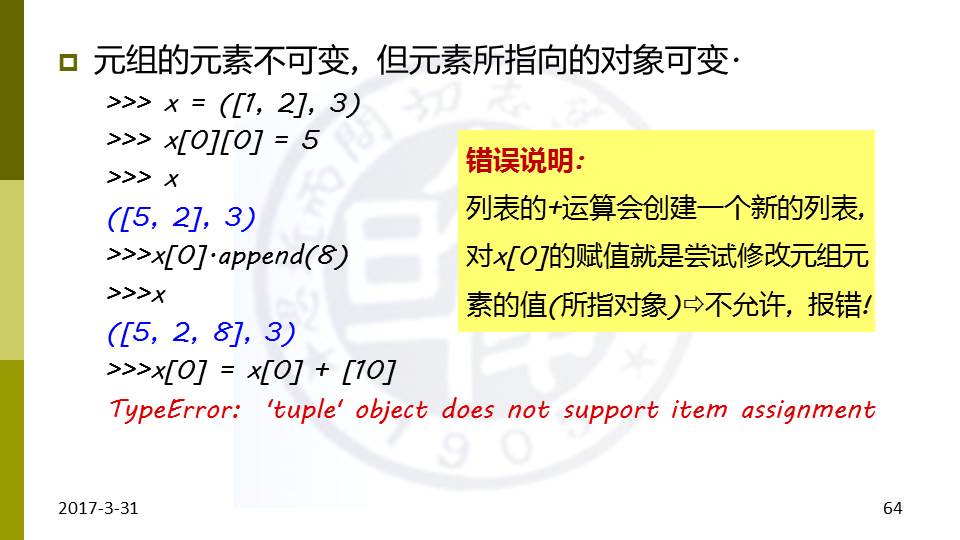 元组的元素不可变，但元素所指向的对象可变.
>>> x = ([1, 2], 3)
>>> x[0][0] = 5
>>> x
([5, 2], 3)
>>>x[0].append(8)
>>>x
([5, 2, 8], 3)
>>>x[0] = x[0] + [10]
TypeError: 'tuple' object does not support item assignment
错误说明:
列表的+运算会创建一个新的列表,
对x[0]的赋值就是尝试修改元组元
素的值(所指对象)⇨不允许，报错!
1905
2017-3-31
64